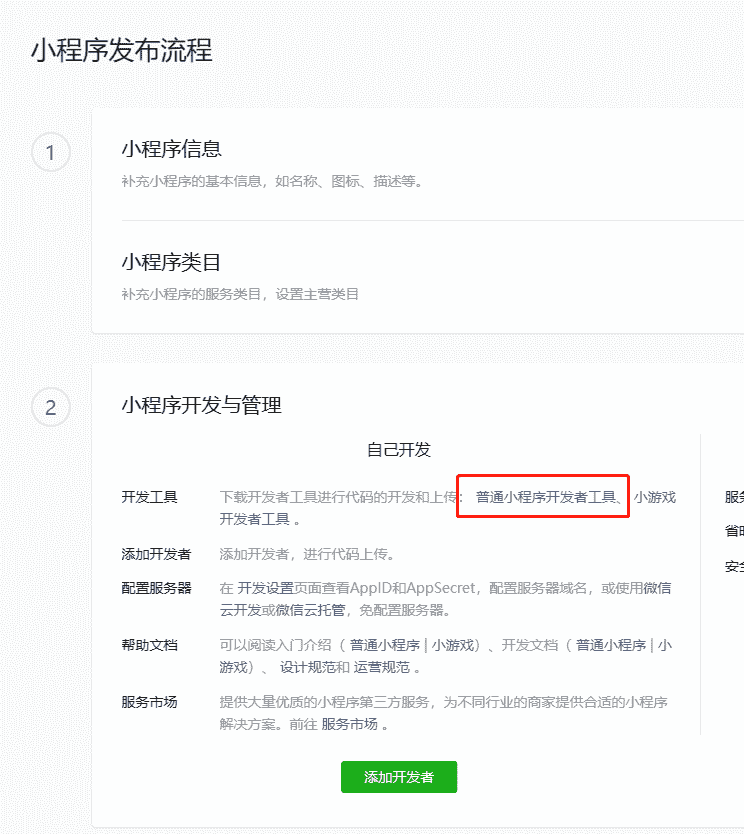 小程序发布流程
1
小程序信息
补充小程序的基本信息，如名称、图标、描述等。
小程序类目
补充小程序的服务类目，设置主营类目
2
小程序开发与管理
自己开发
开发工具
下载开发者工具进行代码的开发和上传： 普通小程序开发者工具、 小游戏
开发者工具 。
添加开发者
添加开发者，进行代码上传。
配置服务器
在 开发设置页面查看AppID和AppSecret，配置服务器域名，或使用微信
云开发或微信云托管，免配置服务器。
帮助文档
可以阅读入门介绍（ 普通小程序 | 小游戏）、开发文档（ 普通小程序 | 小
游戏）、 设计规范和 运营规范 。
服务市场
提供大量优质的小程序第三方服务，为不同行业的商家提供合适的小程序
解决方案。前往 服务市场 。
添加开发者
服务
省时
安全